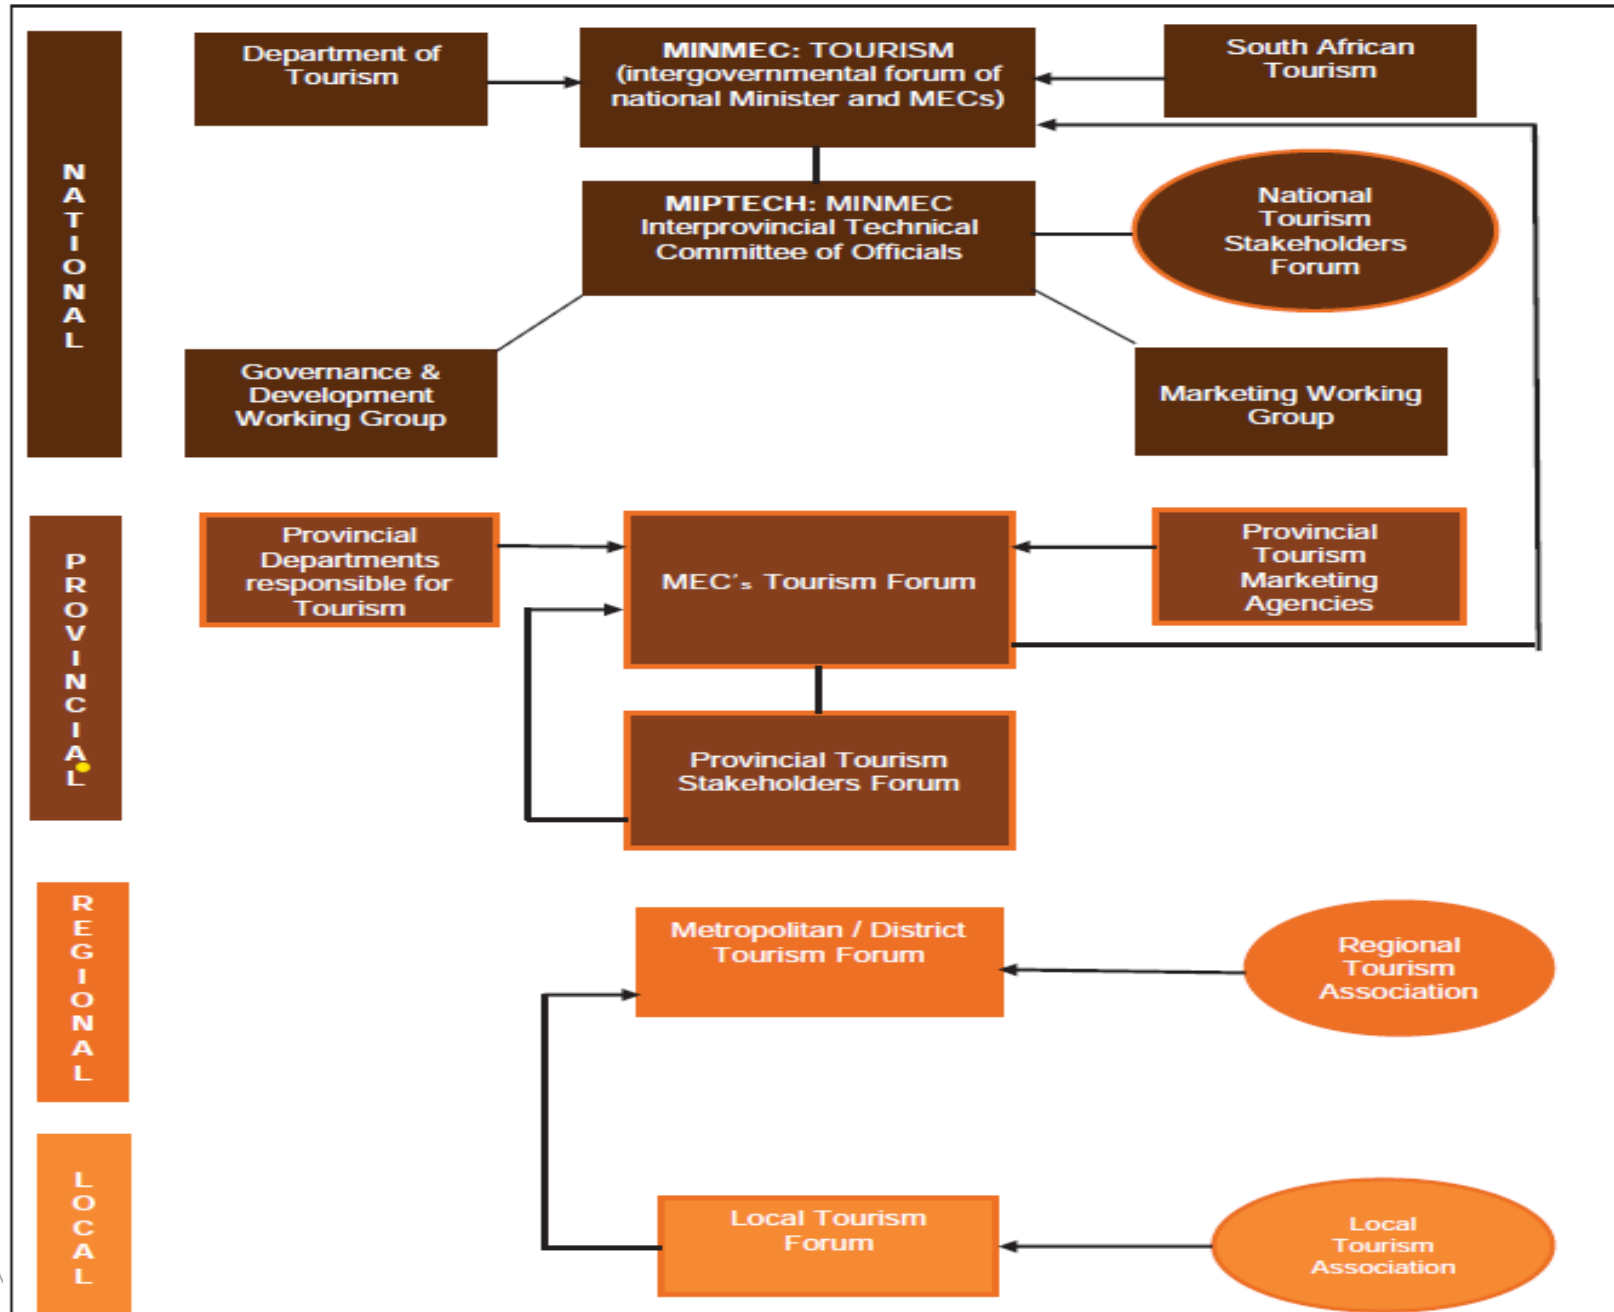 NATIONAL
Department of
Tourism
MINMEC: TOURISM
(intergovernmental forum of
national Minister and MECs)
South African
Tourism
MIPTECH: MINMEC
Interprovincial Technical
Committee of Officials
National
Tourism
Stakeholders
Forum
Governance &
Development
Working Group
Marketing Working
Group
PROVINCIAL
Provincial
Departments
responsible for
Tourism
MEC's Tourism Forum
Provincial
Tourism
Marketing
Agencies
Provincial Tourism
Stakeholders Forum
REGIONAL
Metropolitan / District
Tourism Forum
Regional
Tourism
Association
LOCAL
Local Tourism
Forum
Local
Tourism
Association